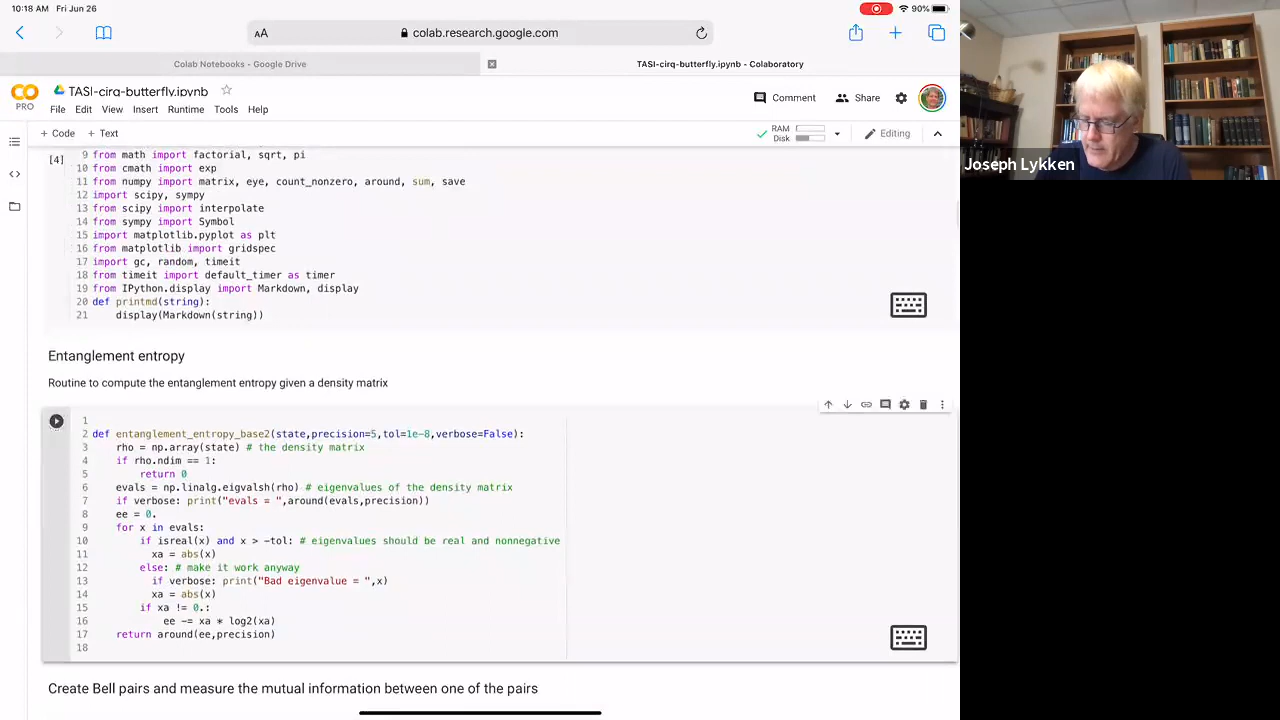 10:18 AM Fri Jun 26
90%
AA
colab.research.google.com
Colab Notebooks - Google Drive
TASI-cirq-butterfly.ipynb - Colaboratory
PRO
TASI-cirq-butterfly.ipynb
File Edit View Insert Runtime Tools Help
Comment
Share
+ Code + Text
RAM
Disk
Editing
[4]
9 from math import factorial, sqrt, pi
10 from cmath import exp
11 from numpy import matrix, eye, count_nonzero, around, sum, save
12 import scipy, sympy
13 from scipy import interpolate
14 from sympy import Symbol
15 import matplotlib.pyplot as plt
16 from matplotlib import gridspec
17 import gc, random, timeit
18 from timeit import default_timer as timer
19 from IPython.display import Markdown, display
20 def printmd(string):
21     display(Markdown(string))
Entanglement entropy
Routine to compute the entanglement entropy given a density matrix
1
2 def entanglement_entropy_base2(state,precision=5,tol=1e-8,verbose=False):
3     rho = np.array(state) # the density matrix
4     if rho.ndim == 1:
5         return 0
6     evals = np.linalg.eigvalsh(rho) # eigenvalues of the density matrix
7     if verbose: print("evals = ",around(evals,precision))
8     ee = 0.
9     for x in evals:
10         if isreal(x) and x > -tol: # eigenvalues should be real and nonnegative
11           xa = abs(x)
12         else: # make it work anyway
13           if verbose: print("Bad eigenvalue = ",x)
14           xa = abs(x)
15         if xa != 0.:
16             ee -= xa * log2(xa)
17     return around(ee,precision)
18
Create Bell pairs and measure the mutual information between one of the pairs
Joseph Lykken